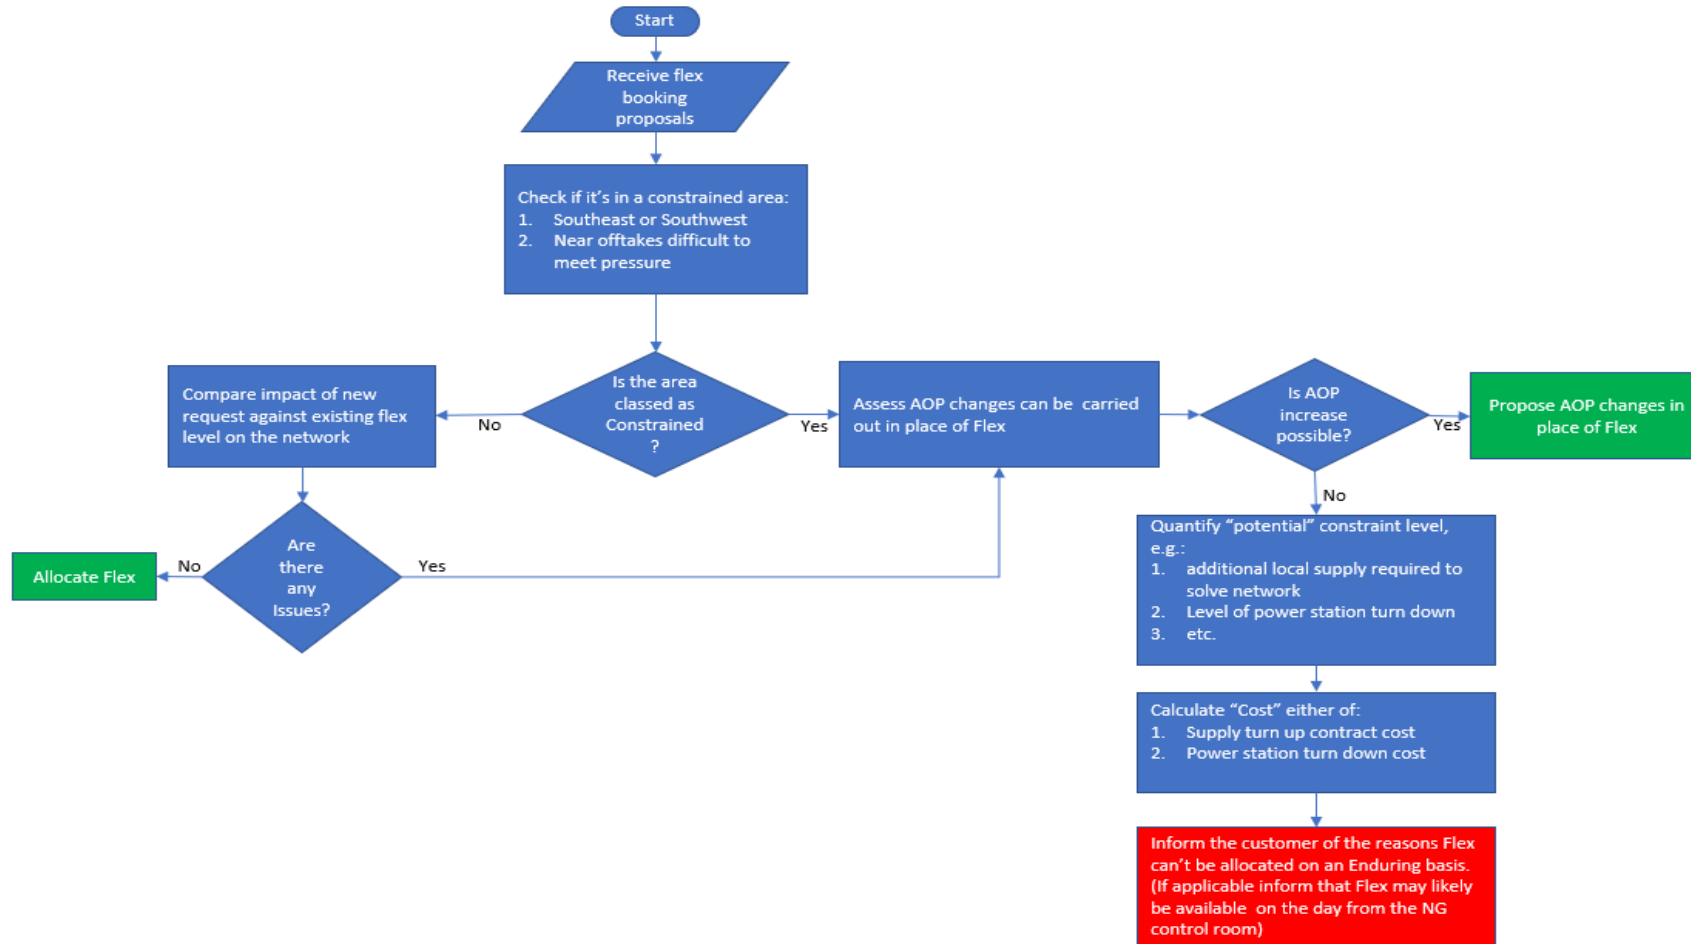 Start
Receive flex
booking
proposals
Check if it's in a constrained area:
1. Southeast or Southwest
2. Near offtakes difficult to
meet pressure
Is the area
classed as
Constrained
?
No
Yes
Compare impact of new
request against existing flex
level on the network
Are
there
any
Issues?
No
Yes
Allocate Flex
Assess AOP changes can be carried
out in place of Flex
Is AOP
increase
possible?
Yes
No
Propose AOP changes in
place of Flex
Quantify “potential” constraint level,
e.g.:
1. additional local supply required to
solve network
2. Level of power station turn down
3. etc.
Calculate “Cost” either of:
1. Supply turn up contract cost
2. Power station turn down cost
Inform the customer of the reasons Flex
can't be allocated on an Enduring basis.
(If applicable inform that Flex may likely
be available on the day from the NG
control room)